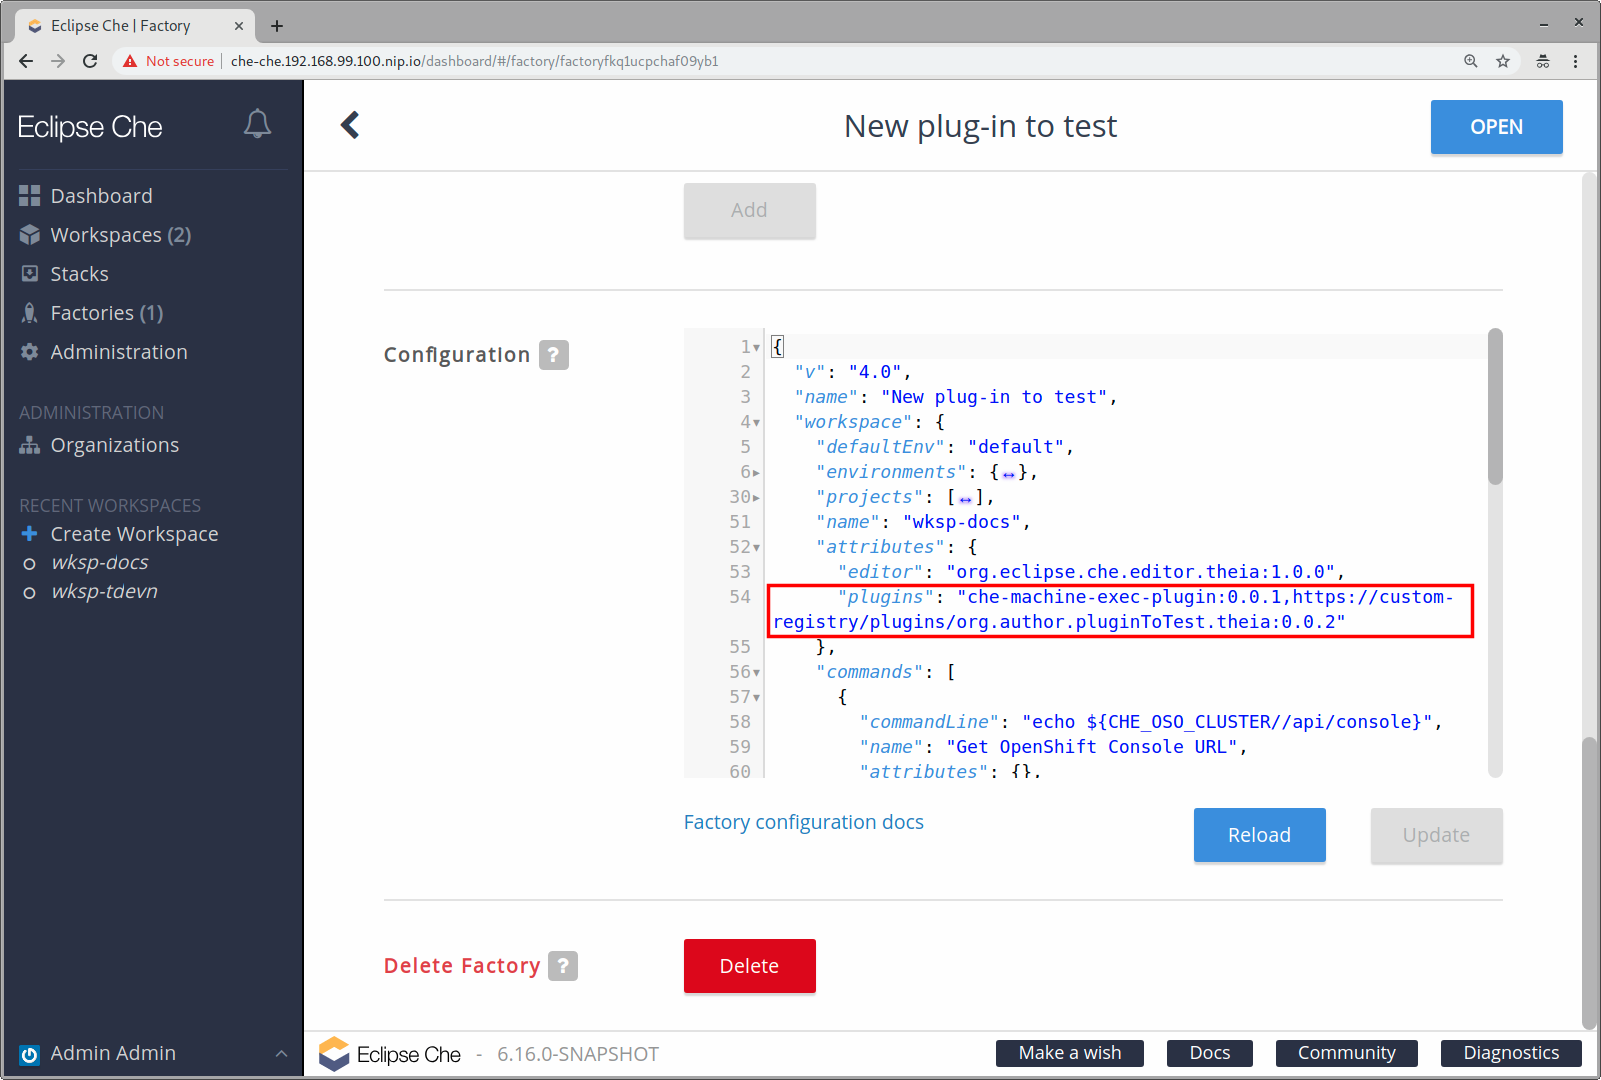 Eclipse Che | Factory
Not secure che-che.192.168.99.100.nip.io/dashboard/#/factory/factoryfkq1ucpchaf09yb1
Eclipse Che
Dashboard
Workspaces (2)
Stacks
Factories (1)
Administration
ADMINISTRATION
Organizations
RECENT WORKSPACES
Create Workspace
wksp-docs
wksp-tdevn
Admin Admin
New plug-in to test
OPEN
Add
Configuration ?
1 {
2 "v": "4.0",
3 "name": "New plug-in to test",
4 "workspace": {
5 "defaultEnv": "default",
6 "environments": {↔},
30 "projects": [↔],
51 "name": "wksp-docs",
52 "attributes": {
53 "editor": "org.eclipse.che.editor.theia:1.0.0",
54 "plugins": "che-machine-exec-plugin:0.0.1,https://custom-
registry/plugins/org.author.pluginToTest.theia:0.0.2"
55 },
56 "commands": [
57 {
58 "commandLine": "echo ${CHE_OSO_CLUSTER//api/console}",
59 "name": "Get OpenShift Console URL",
60 "attributes": {},
Factory configuration docs
Reload
Update
Delete Factory ?
Delete
Eclipse Che - 6.16.0-SNAPSHOT
Make a wish
Docs
Community
Diagnostics